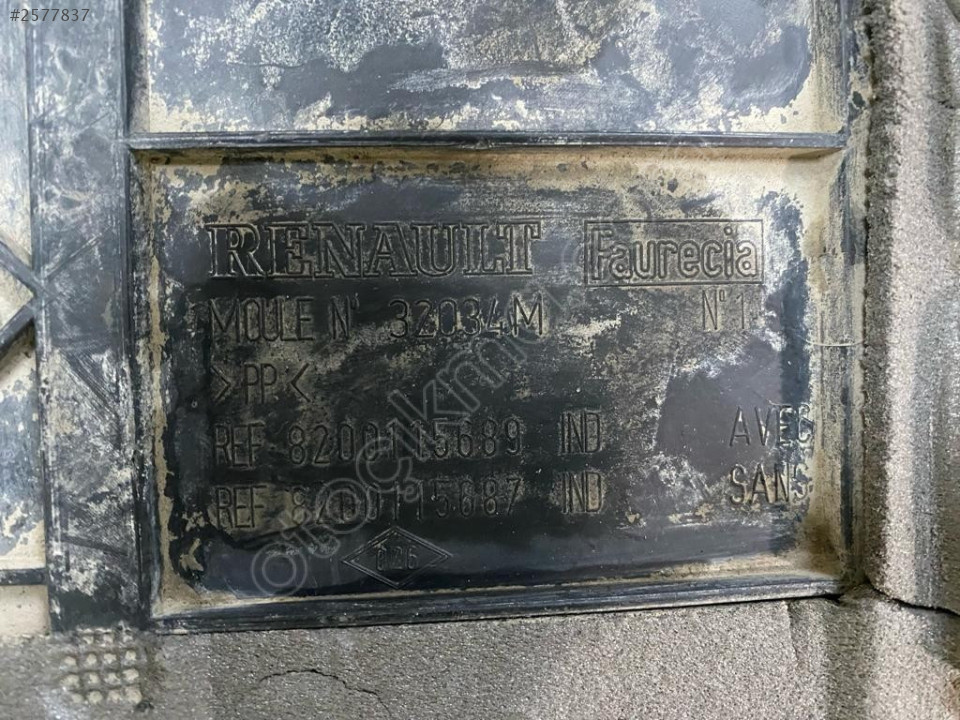 #2577837
RENAULT Faurecia
MOULE N° 32034M N°1
>PP<
REF 8200115689 IND AVEC
REF 8200115687 IND SANS